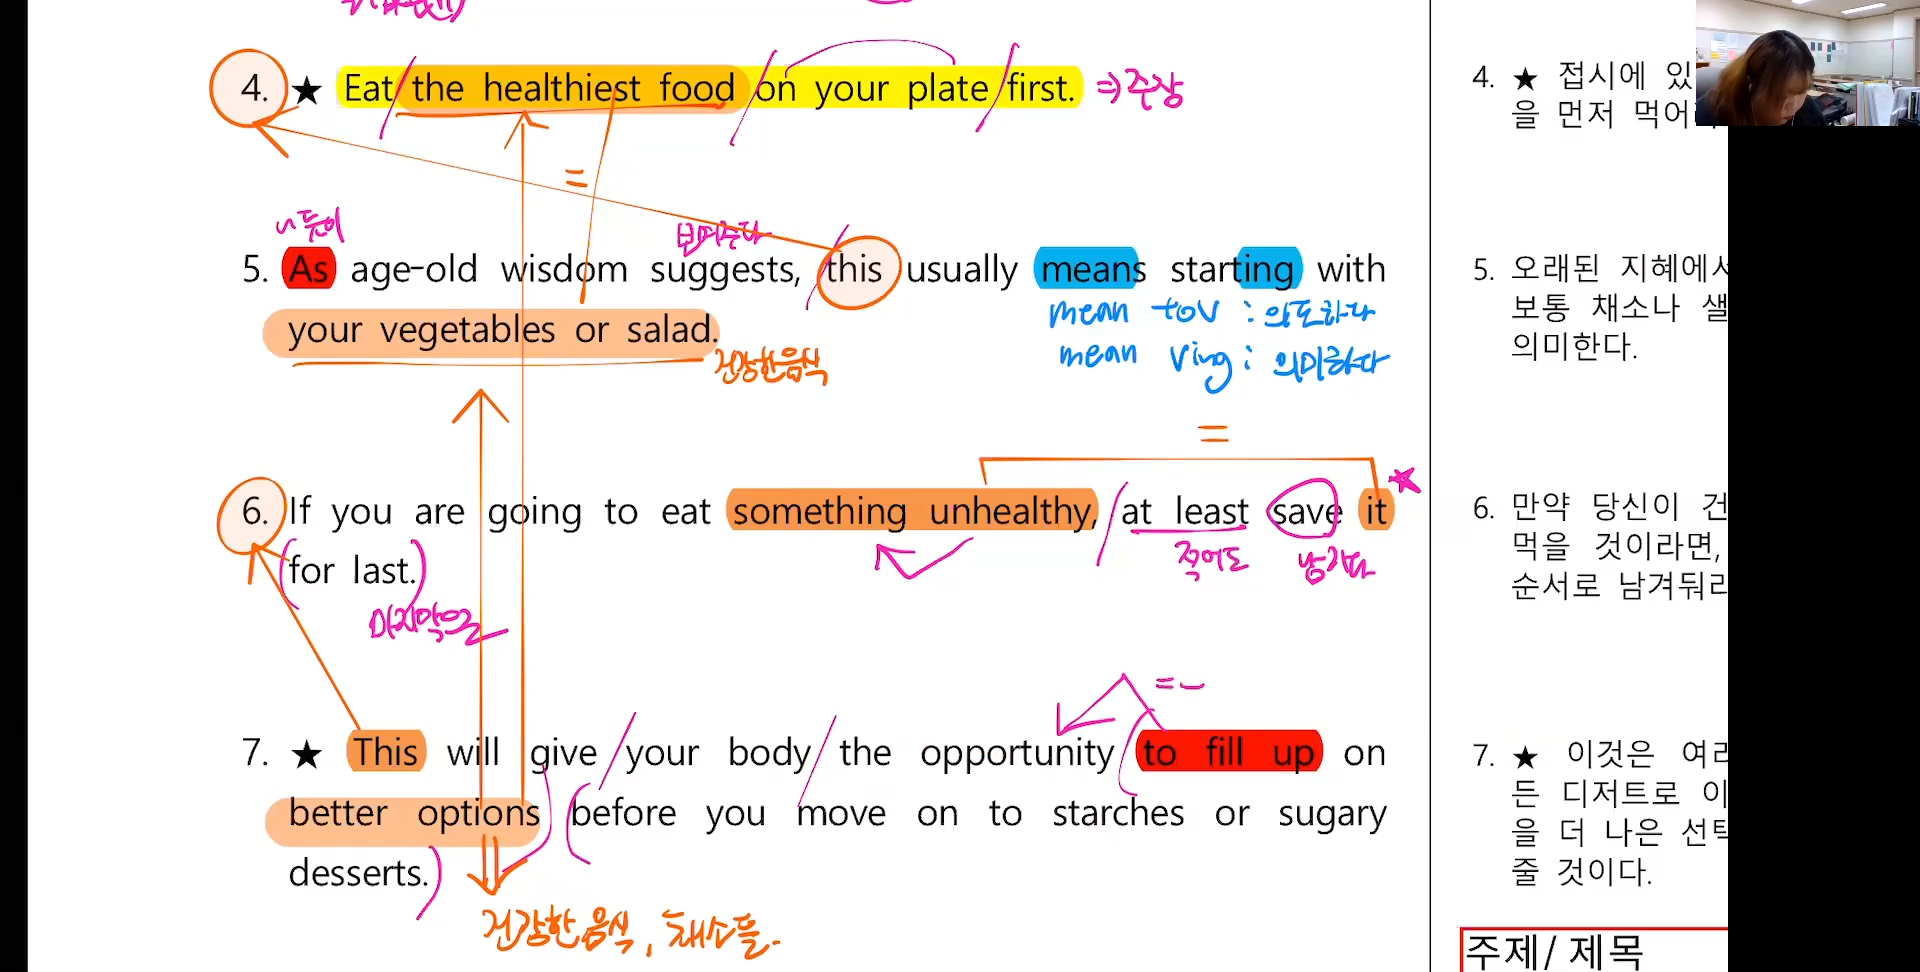 4. ★ Eat the healthiest food on your plate first. ⇒주장
~듯이
보여주다
5. As age-old wisdom suggests, this usually means starting with
your vegetables or salad.
건강한음식
mean toV : 의도하다
mean Ving : 의미하다
=
=
6. If you are going to eat something unhealthy, at least save it
for last.
적어도
남기다
마지막으로
7. ★ This will give your body the opportunity to fill up on
better options before you move on to starches or sugary
desserts.
건강한음식, 채소들.
4. ★ 접시에 있
을 먼저 먹어
5. 오래된 지혜에서
보통 채소나 샐
의미한다.
6. 만약 당신이 건
먹을 것이라면,
순서로 남겨둬라
7. ★ 이것은 여러
든 디저트로 이
을 더 나은 선택
줄 것이다.
주제/ 제목